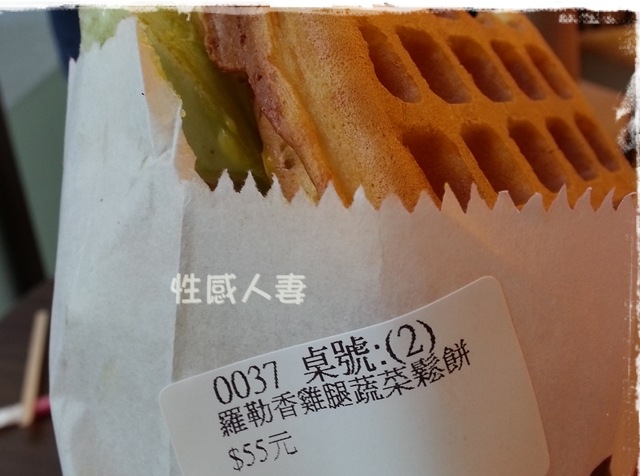 性感人妻
0037 桌號:(2)
羅勒香雞腿蔬菜鬆餅
$55元